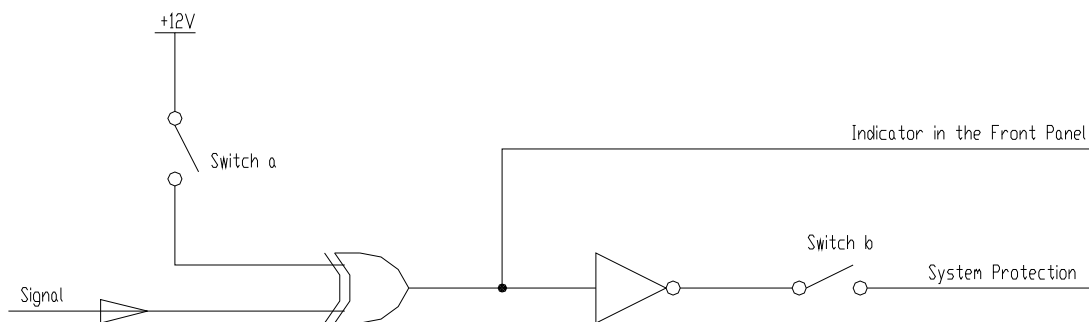 +12V
Switch a
Indicator in the Front Panel
Switch b
System Protection
Signal